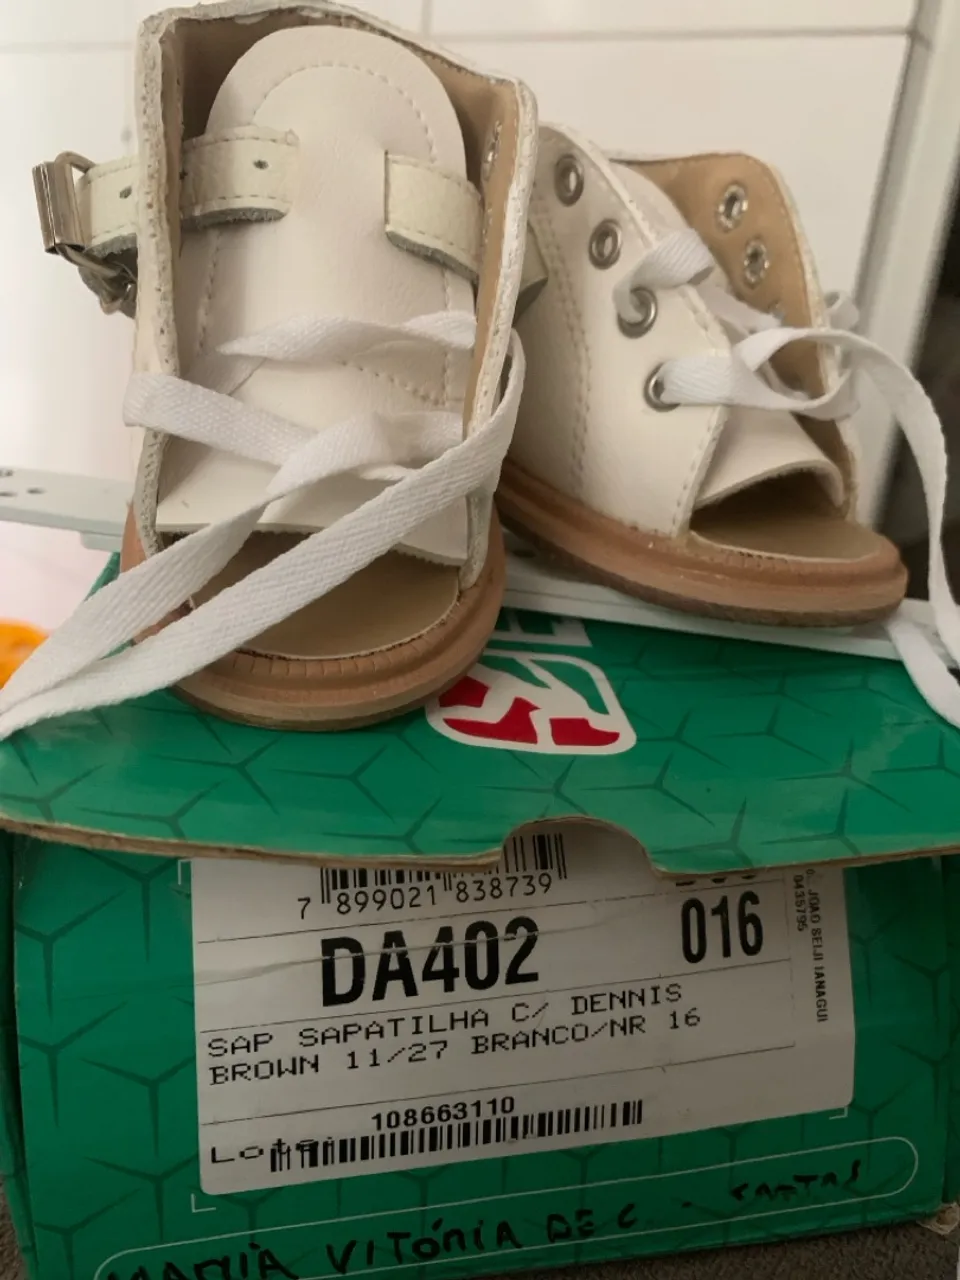 7 899021 838739
DA402
016
SAP SAPATILHA C/ DENNIS
BROWN 11/27 BRANCO/NR 16
108663110
Lote:
JOAO SEIJI IANAGUI
0435795
MARIA VITÓRIA DE C